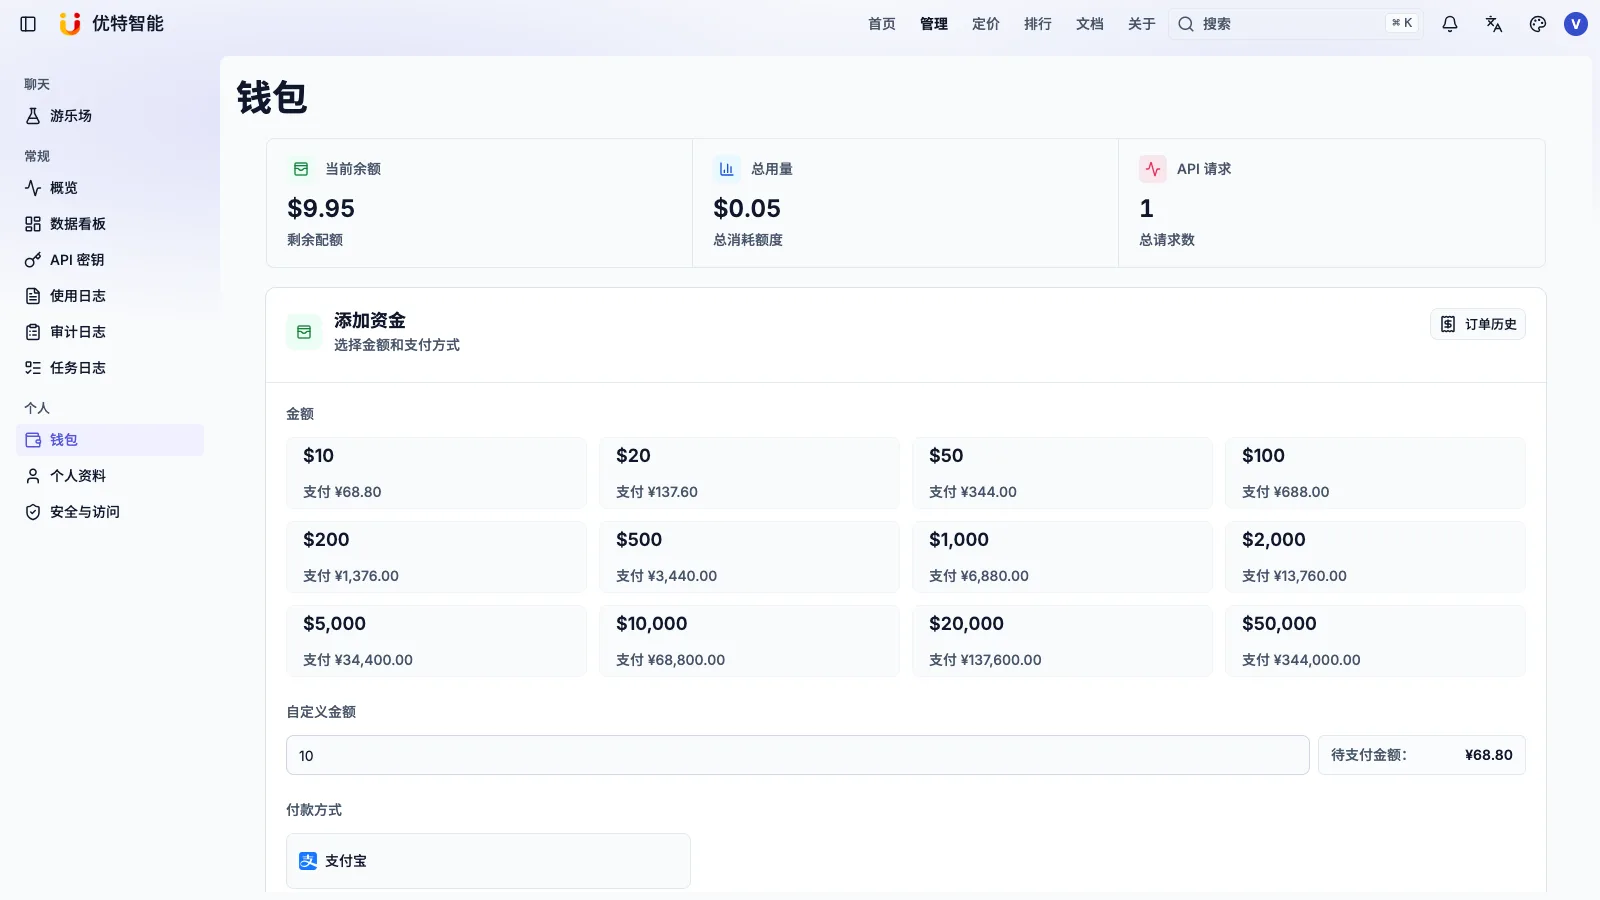 优特智能
首页 管理 定价 排行 文档 关于 搜索 ⌘ K V
聊天
游乐场
常规
概览
数据看板
API 密钥
使用日志
审计日志
任务日志
个人
钱包
个人资料
安全与访问
钱包
当前余额
$9.95
剩余配额
总用量
$0.05
总消耗额度
API 请求
1
总请求数
添加资金
选择金额和支付方式
订单历史
金额
$10
支付 ¥68.80
$20
支付 ¥137.60
$50
支付 ¥344.00
$100
支付 ¥688.00
$200
支付 ¥1,376.00
$500
支付 ¥3,440.00
$1,000
支付 ¥6,880.00
$2,000
支付 ¥13,760.00
$5,000
支付 ¥34,400.00
$10,000
支付 ¥68,800.00
$20,000
支付 ¥137,600.00
$50,000
支付 ¥344,000.00
自定义金额
10
待支付金额: ¥68.80
付款方式
支 支付宝